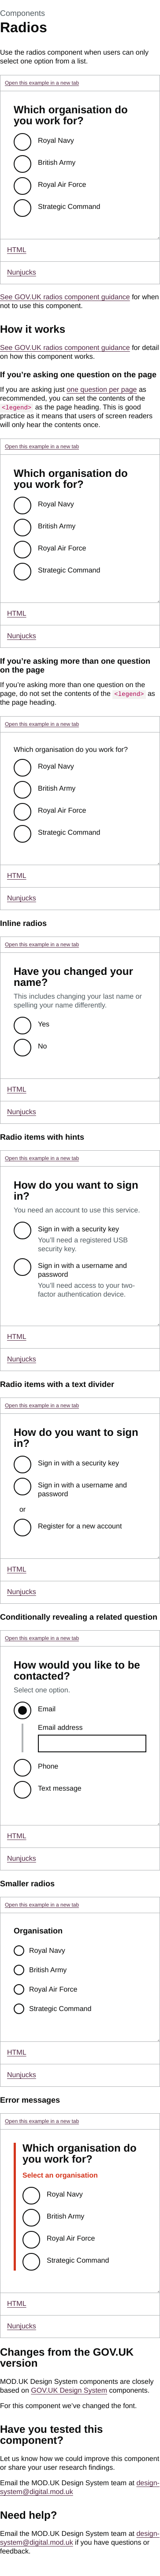 Components
Radios
Use the radios component when users can only
select one option from a list.
Open this example in a new tab
Which organisation do
you work for?
Royal Navy
British Army
Royal Air Force
Strategic Command
HTML
Nunjucks
See GOV.UK radios component guidance for when
not to use this component.
How it works
See GOV.UK radios component guidance for detail
on how this component works.
If you're asking one question on the page
If you are asking just one question per page as
recommended, you can set the contents of the
<legend> as the page heading. This is good
practice as it means that users of screen readers
will only hear the contents once.
Open this example in a new tab
Which organisation do
you work for?
Royal Navy
British Army
Royal Air Force
Strategic Command
HTML
Nunjucks
If you're asking more than one question
on the page
If you're asking more than one question on the
page, do not set the contents of the <legend> as
the page heading.
Open this example in a new tab
Which organisation do you work for?
Royal Navy
British Army
Royal Air Force
Strategic Command
HTML
Nunjucks
Inline radios
Open this example in a new tab
Have you changed your
name?
This includes changing your last name or
spelling your name differently.
Yes
No
HTML
Nunjucks
Radio items with hints
Open this example in a new tab
How do you want to sign
in?
You need an account to use this service.
Sign in with a security key
You'll need a registered USB
security key.
Sign in with a username and
password
You'll need access to your two-
factor authentication device.
HTML
Nunjucks
Radio items with a text divider
Open this example in a new tab
How do you want to sign
in?
Sign in with a security key
Sign in with a username and
password
or
Register for a new account
HTML
Nunjucks
Conditionally revealing a related question
Open this example in a new tab
How would you like to be
contacted?
Select one option.
Email
Email address
Phone
Text message
HTML
Nunjucks
Smaller radios
Open this example in a new tab
Organisation
Royal Navy
British Army
Royal Air Force
Strategic Command
HTML
Nunjucks
Error messages
Open this example in a new tab
Which organisation do
you work for?
Select an organisation
Royal Navy
British Army
Royal Air Force
Strategic Command
HTML
Nunjucks
Changes from the GOV.UK
version
MOD.UK Design System components are closely
based on GOV.UK Design System components.
For this component we've changed the font.
Have you tested this
component?
Let us know how we could improve this component
or share your user research findings.
Email the MOD.UK Design System team at design-
system@digital.mod.uk
Need help?
Email the MOD.UK Design System team at design-
system@digital.mod.uk if you have questions or
feedback.